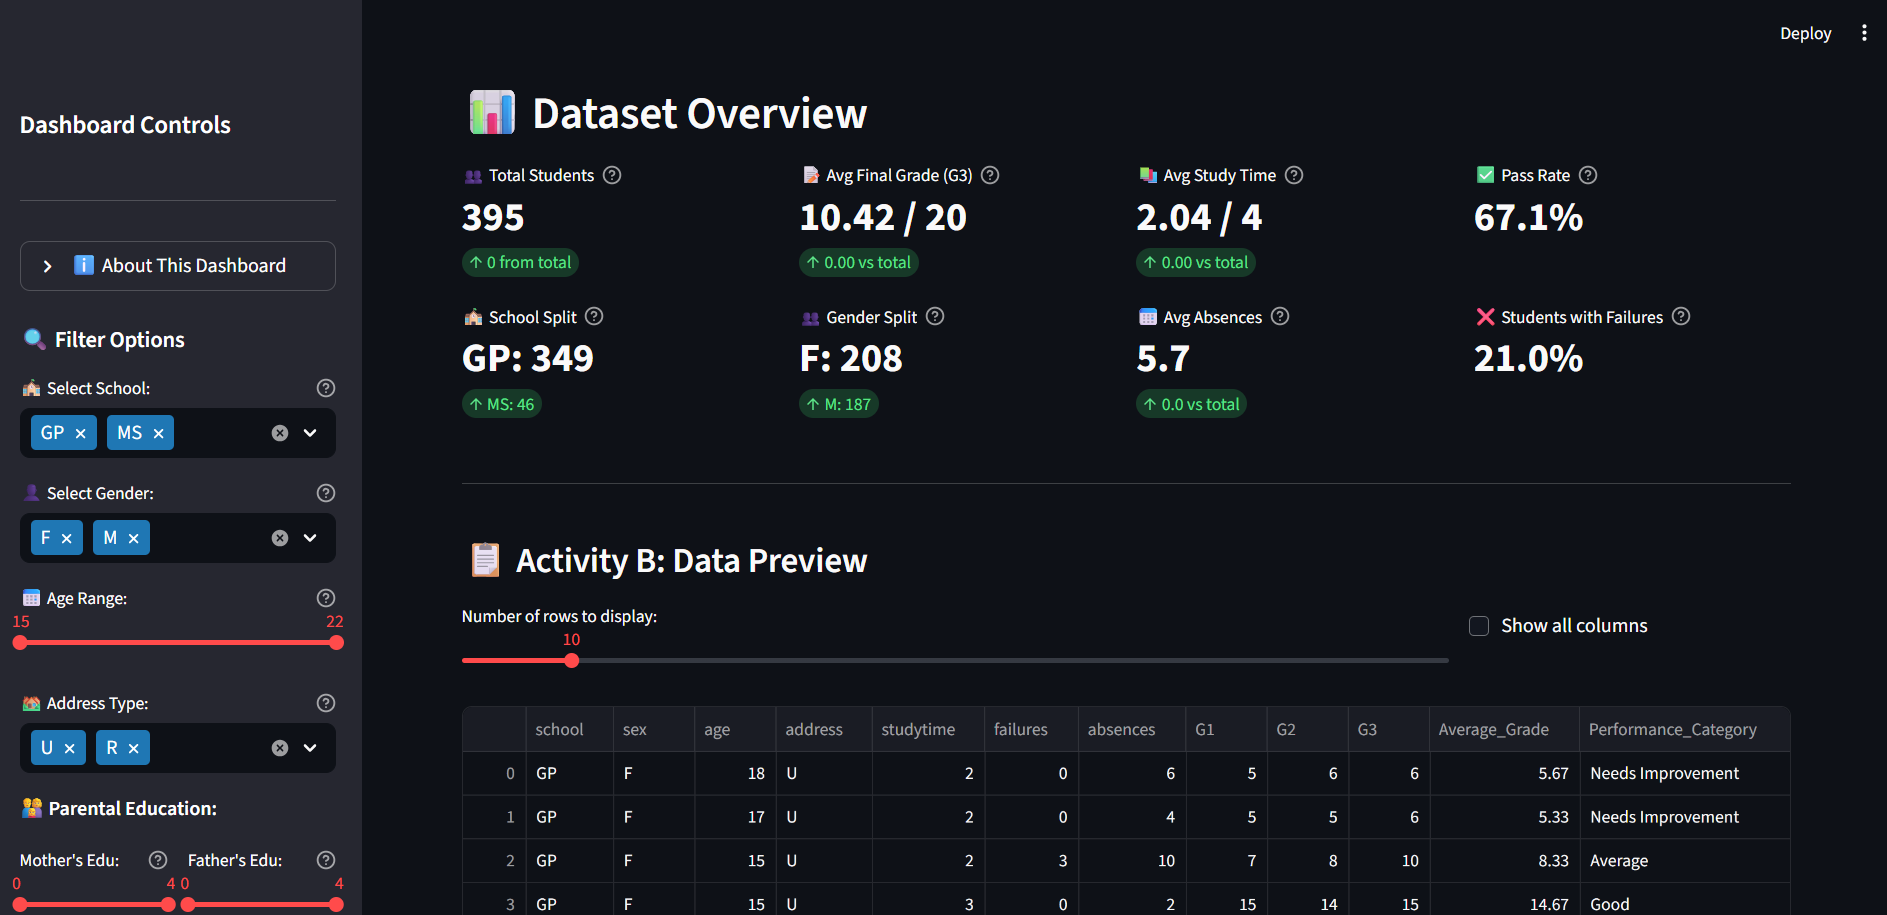 Deploy
Dashboard Controls
About This Dashboard
Filter Options
Select School:
GP MS
Select Gender:
F M
Age Range:
15 22
Address Type:
U R
Parental Education:
Mother's Edu: Father's Edu:
0 4 0 4
Dataset Overview
Total Students Avg Final Grade (G3) Avg Study Time Pass Rate
395 10.42 / 20 2.04 / 4 67.1%
↑ 0 from total ↑ 0.00 vs total ↑ 0.00 vs total
School Split Gender Split Avg Absences Students with Failures
GP: 349 F: 208 5.7 21.0%
↑ MS: 46 ↑ M: 187 ↑ 0.0 vs total
Activity B: Data Preview
Number of rows to display:
10
Show all columns
school sex age address studytime failures absences G1 G2 G3 Average_Grade Performance_Category
0 GP F 18 U 2 0 6 5 6 6 5.67 Needs Improvement
1 GP F 17 U 2 0 4 5 5 6 5.33 Needs Improvement
2 GP F 15 U 2 3 10 7 8 10 8.33 Average
3 GP F 15 U 3 0 2 15 14 15 14.67 Good